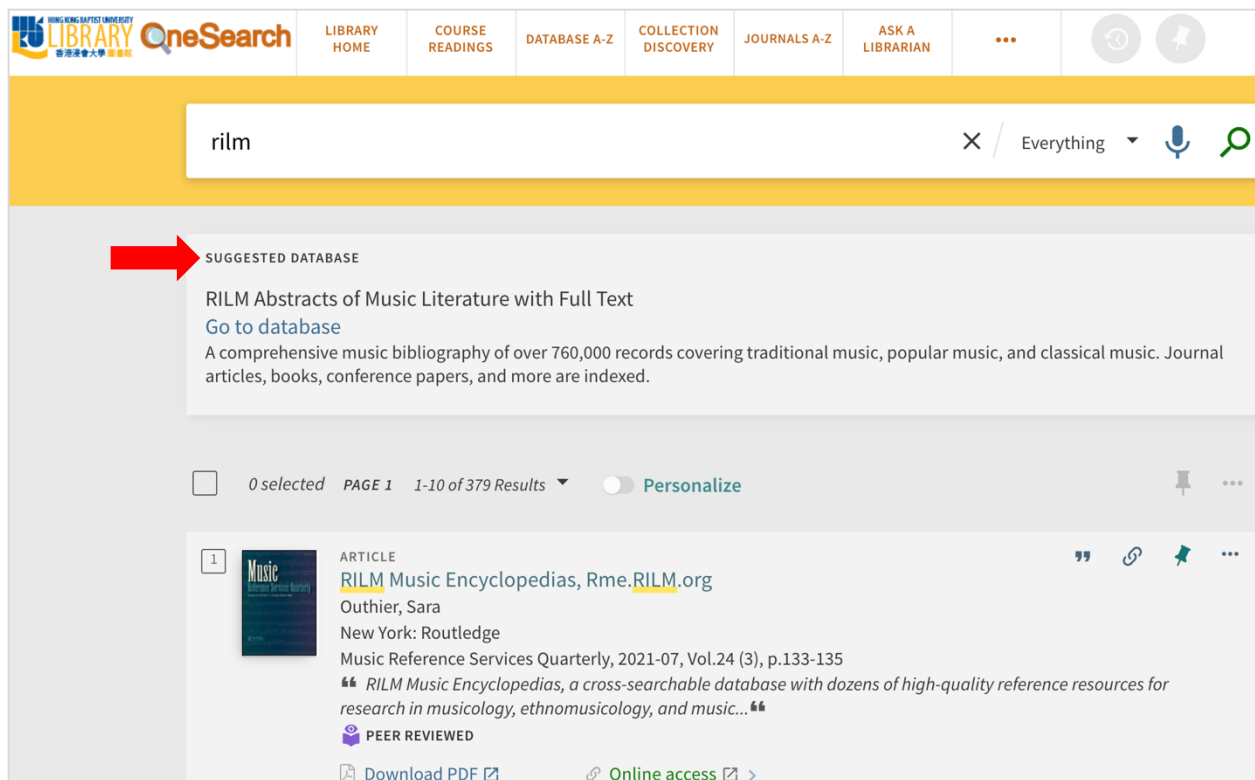 HONG KONG BAPTIST UNIVERSITY
LIBRARY
香港浸會大學 圖書館
OneSearch
LIBRARY
HOME
COURSE
READINGS
DATABASE A-Z
COLLECTION
DISCOVERY
JOURNALS A-Z
ASK A
LIBRARIAN
rilm
Everything
SUGGESTED DATABASE
RILM Abstracts of Music Literature with Full Text
Go to database
A comprehensive music bibliography of over 760,000 records covering traditional music, popular music, and classical music. Journal
articles, books, conference papers, and more are indexed.
0 selected PAGE 1 1-10 of 379 Results
Personalize
1
Music
Reference Services Quarterly
ARTICLE
RILM Music Encyclopedias, Rme.RILM.org
Outhier, Sara
New York: Routledge
Music Reference Services Quarterly, 2021-07, Vol.24 (3), p.133-135
❝ RILM Music Encyclopedias, a cross-searchable database with dozens of high-quality reference resources for
research in musicology, ethnomusicology, and music...❝
PEER REVIEWED
Download PDF
Online access